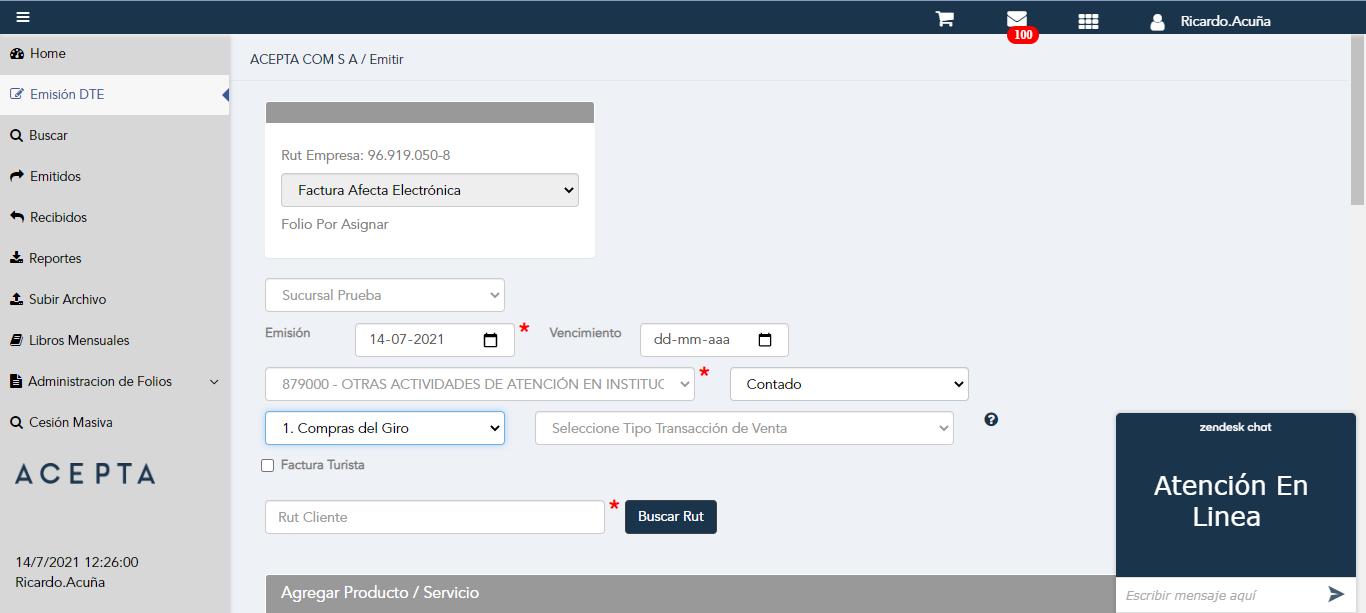 Ricardo.Acuña
100
Home
Emisión DTE
Buscar
Emitidos
Recibidos
Reportes
Subir Archivo
Libros Mensuales
Administracion de Folios
Cesión Masiva
ACEPTA
14/7/2021 12:26:00
Ricardo.Acuña
ACEPTA COM S A / Emitir
Rut Empresa: 96.919.050-8
Factura Afecta Electrónica
Folio Por Asignar
Sucursal Prueba
Emisión 14-07-2021 * Vencimiento dd-mm-aaa
879000 - OTRAS ACTIVIDADES DE ATENCIÓN EN INSTITUC * Contado
1. Compras del Giro Seleccione Tipo Transacción de Venta ?
Factura Turista
Rut Cliente * Buscar Rut
Agregar Producto / Servicio
zendesk chat
Atención En
Linea
Escribir mensaje aquí